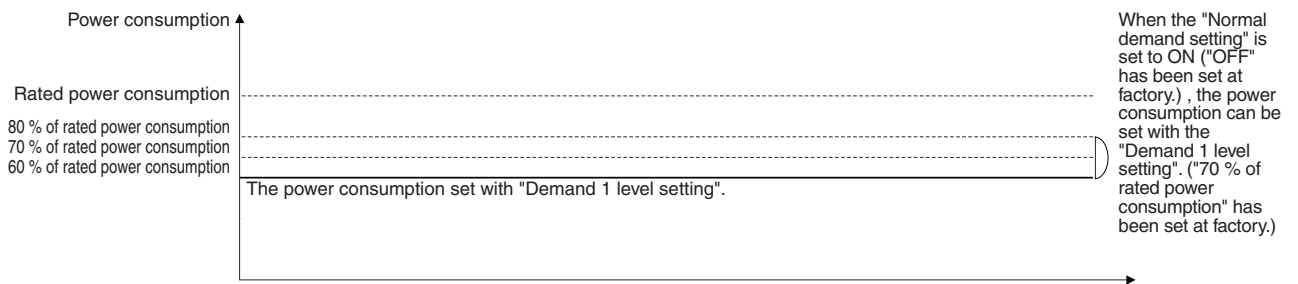 Power consumption
Rated power consumption
80 % of rated power consumption
70 % of rated power consumption
60 % of rated power consumption
The power consumption set with "Demand 1 level setting".
When the "Normal
demand setting" is
set to ON ("OFF"
has been set at
factory.) , the power
consumption can be
set with the
"Demand 1 level
setting". ("70 % of
rated power
consumption" has
been set at factory.)